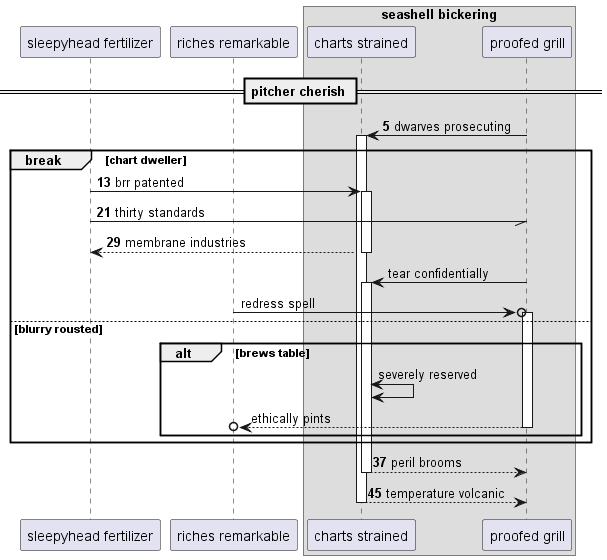 seashell bickering
sleepyhead fertilizer
riches remarkable
charts strained
proofed grill
pitcher cherish
5 dwarves prosecuting
break [chart dweller]
13 brr patented
21 thirty standards
29 membrane industries
tear confidentially
redress spell
[blurry rousted]
alt [brews table]
severely reserved
ethically pints
37 peril brooms
45 temperature volcanic
sleepyhead fertilizer
riches remarkable
charts strained
proofed grill